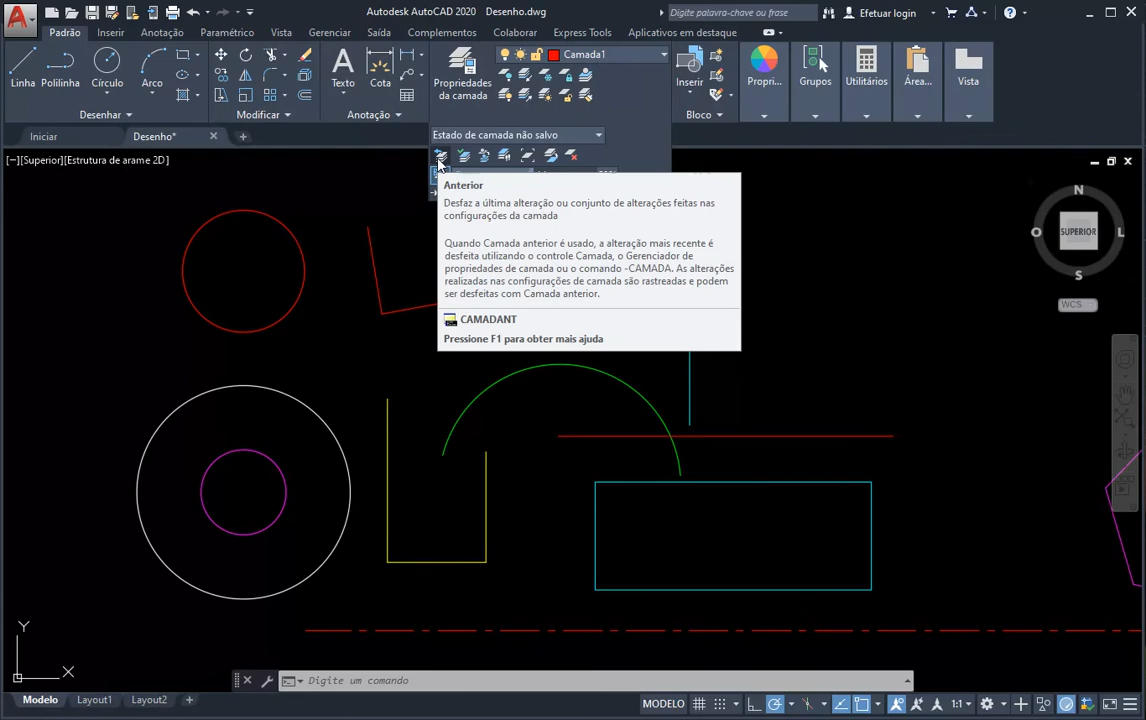 Autodesk AutoCAD 2020 Desenho.dwg
Digite palavra-chave ou frase
Efetuar login
Padrão Inserir Anotação Paramétrico Vista Gerenciar Saída Complementos Colaborar Express Tools Aplicativos em destaque
Camada1
Linha Polilinha Círculo Arco
Texto Cota
Propriedades
da camada
Inserir
Propri... Grupos Utilitários Área... Vista
Desenhar Modificar Anotação Bloco
Estado de camada não salvo
Iniciar Desenho*
[−][Superior][Estrutura de arame 2D]
Anterior
Desfaz a última alteração ou conjunto de alterações feitas nas
configurações da camada
Quando Camada anterior é usado, a alteração mais recente é
desfeita utilizando o controle Camada, o Gerenciador de
propriedades de camada ou o comando -CAMADA. As alterações
realizadas nas configurações de camada são rastreadas e podem
ser desfeitas com Camada anterior.
CAMADANT
Pressione F1 para obter mais ajuda
N
O SUPERIOR L
S
WCS
Y
X
Digite um comando
Modelo Layout1 Layout2
MODELO 1:1